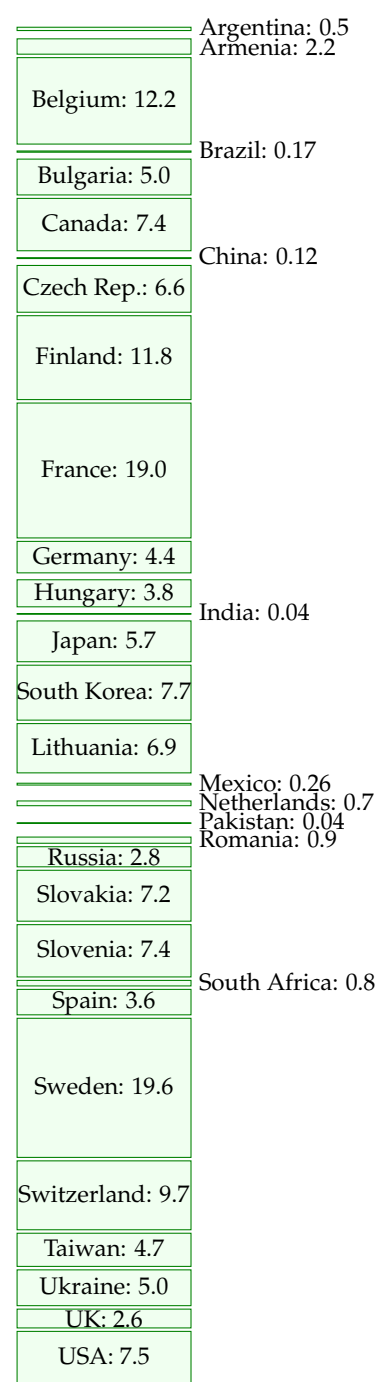 Argentina: 0.5
Armenia: 2.2
Belgium: 12.2
Brazil: 0.17
Bulgaria: 5.0
Canada: 7.4
China: 0.12
Czech Rep.: 6.6
Finland: 11.8
France: 19.0
Germany: 4.4
Hungary: 3.8
India: 0.04
Japan: 5.7
South Korea: 7.7
Lithuania: 6.9
Mexico: 0.26
Netherlands: 0.7
Pakistan: 0.04
Romania: 0.9
Russia: 2.8
Slovakia: 7.2
Slovenia: 7.4
South Africa: 0.8
Spain: 3.6
Sweden: 19.6
Switzerland: 9.7
Taiwan: 4.7
Ukraine: 5.0
UK: 2.6
USA: 7.5